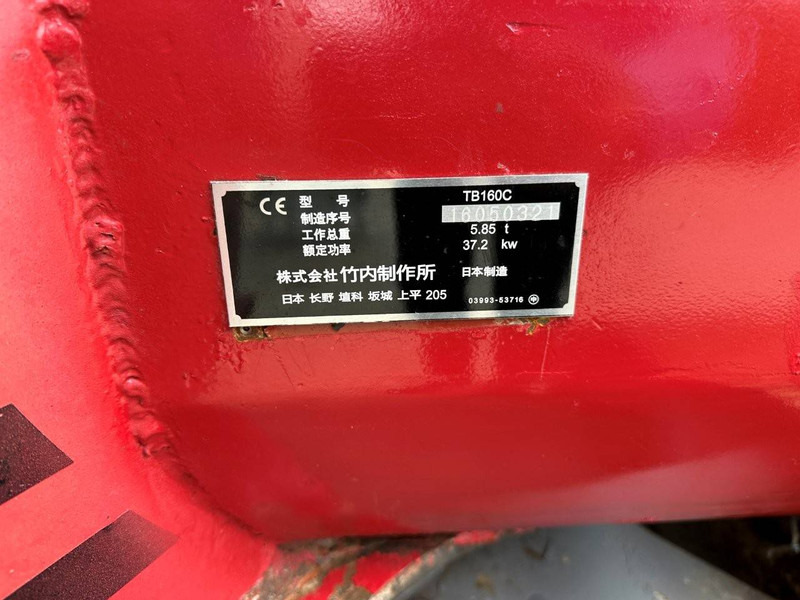 CE 型 号 TB160C
制造序号 16050321
工作总重 5.85 t
额定功率 37.2 kw
株式会社 竹内制作所 日本制造
日本 长野 埴科 坂城 上平 205 03993-53716 ㊥